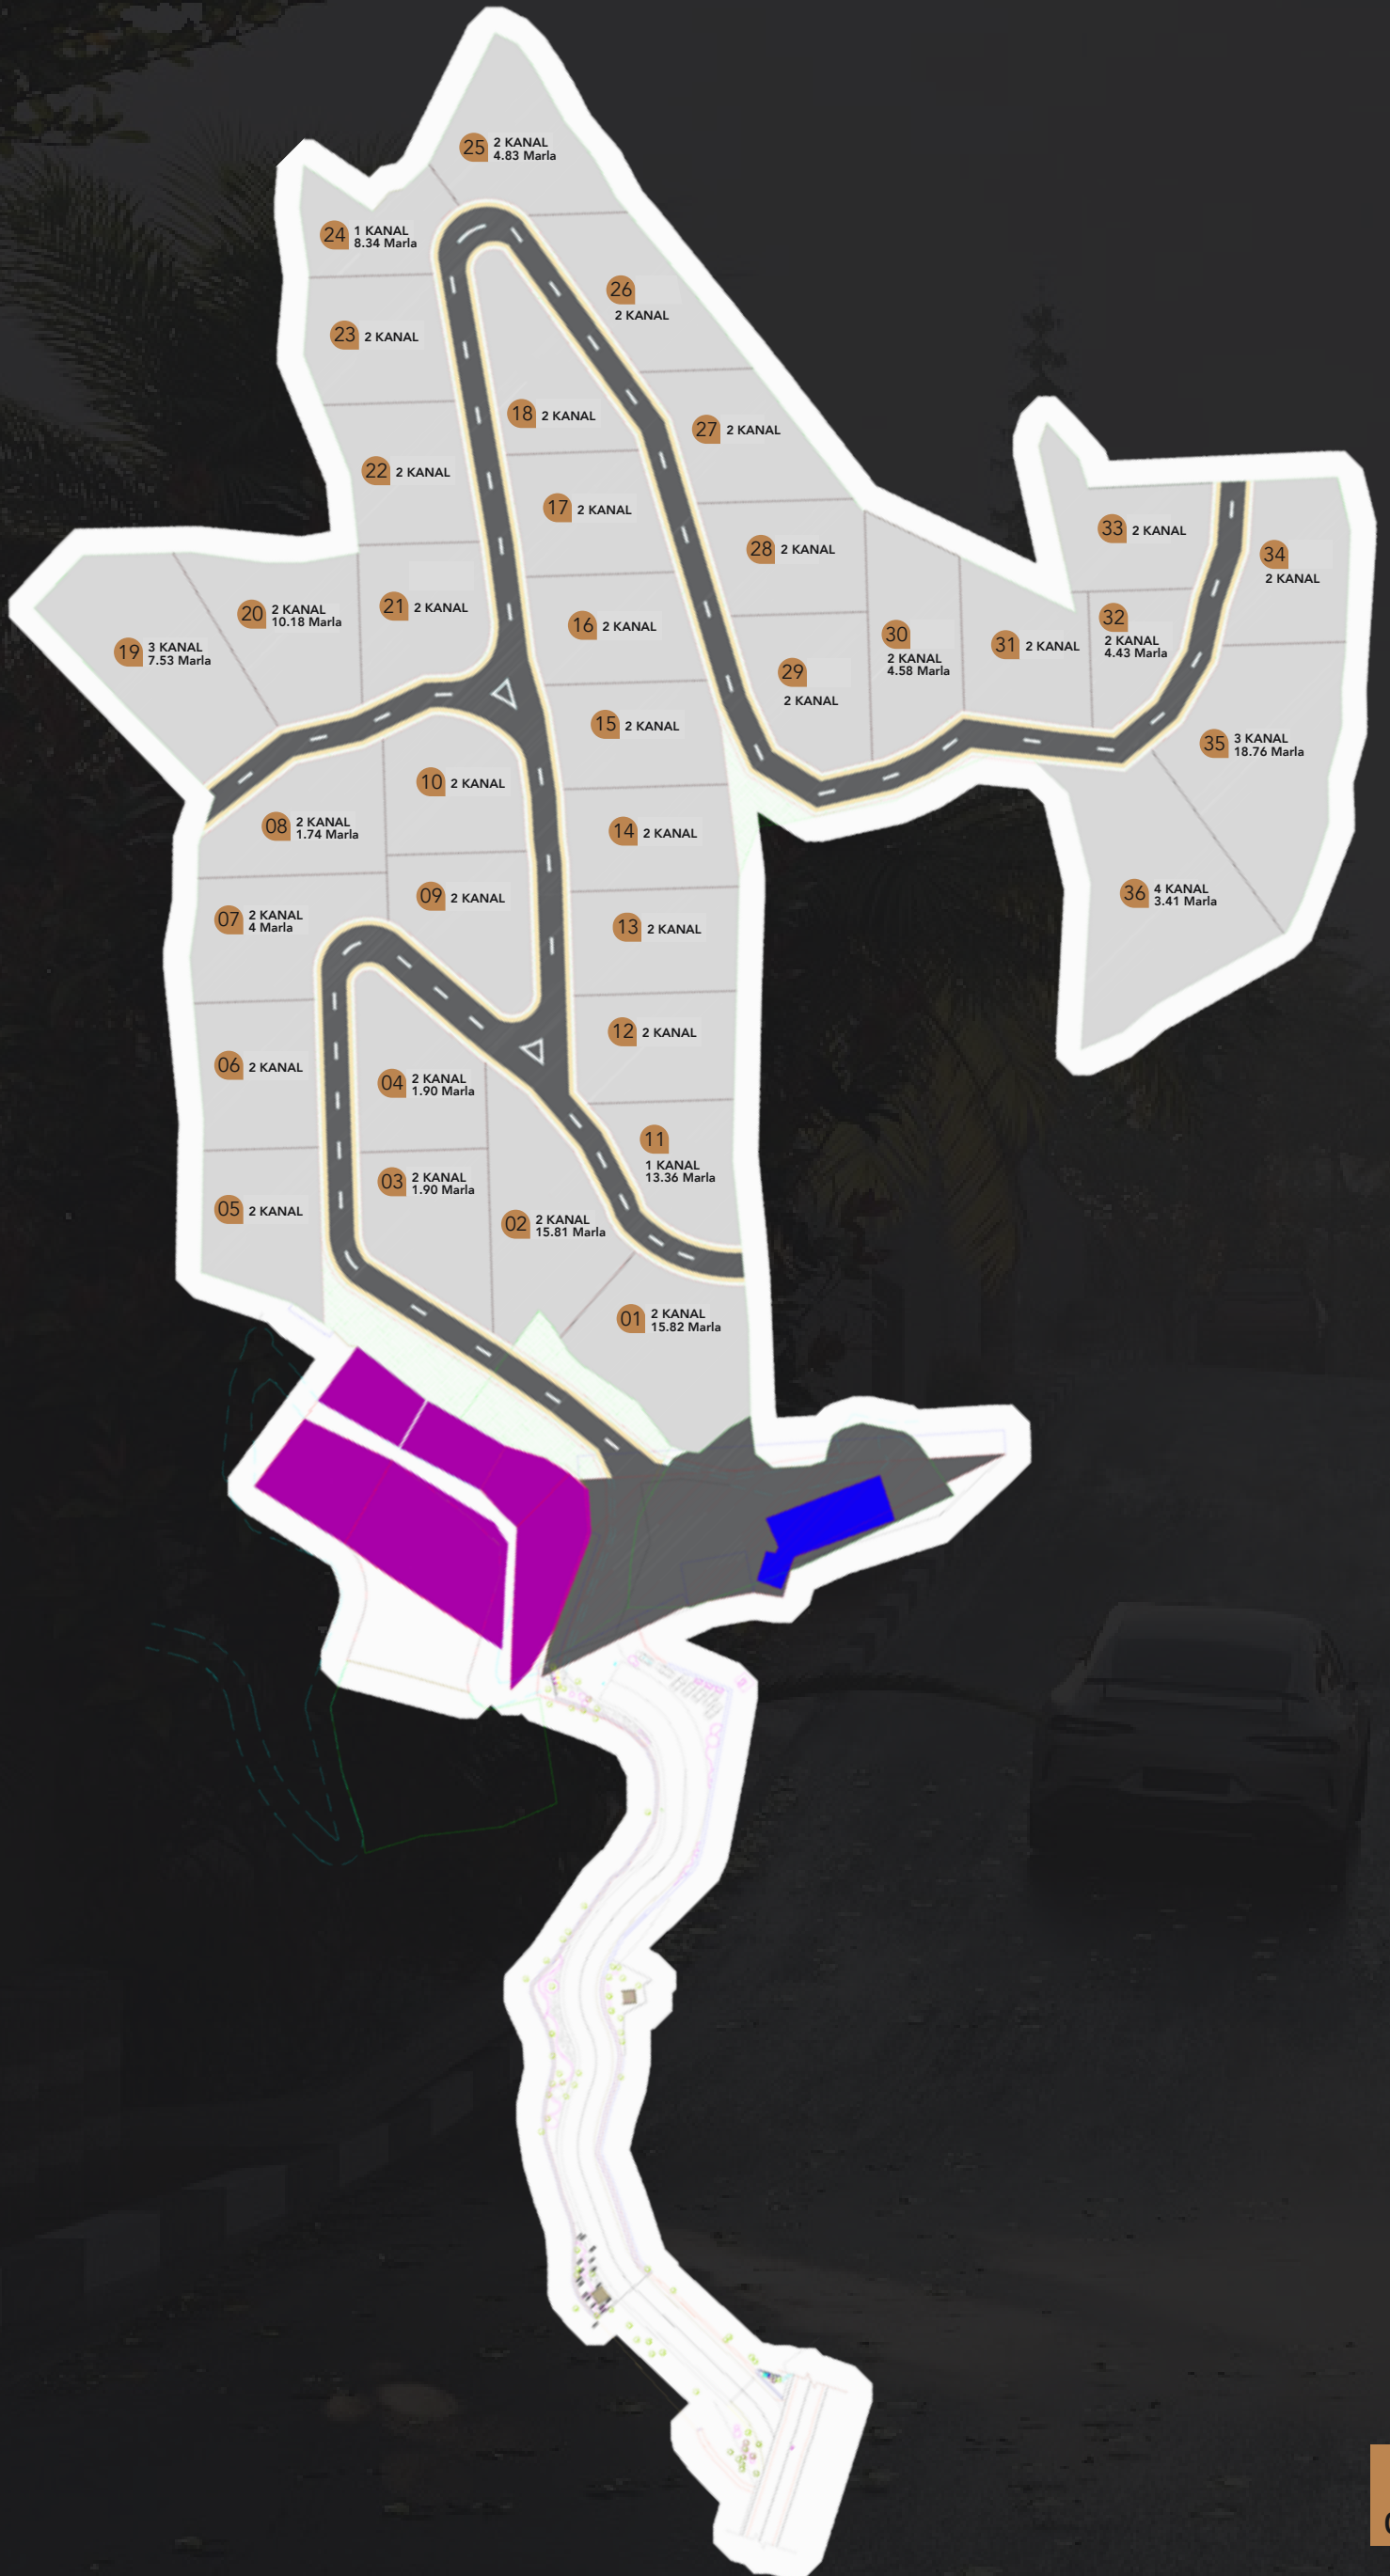 25 2 KANAL
4.83 Marla
24 1 KANAL
8.34 Marla
26
2 KANAL
23 2 KANAL
18 2 KANAL
27 2 KANAL
22 2 KANAL
17 2 KANAL
33 2 KANAL
28 2 KANAL
34
2 KANAL
21 2 KANAL
20 2 KANAL
10.18 Marla
32
2 KANAL
4.43 Marla
16 2 KANAL
30
2 KANAL
4.58 Marla
31 2 KANAL
19 3 KANAL
7.53 Marla
29
2 KANAL
15 2 KANAL
35 3 KANAL
18.76 Marla
10 2 KANAL
08 2 KANAL
1.74 Marla
14 2 KANAL
36 4 KANAL
3.41 Marla
09 2 KANAL
07 2 KANAL
4 Marla
13 2 KANAL
12 2 KANAL
06 2 KANAL
04 2 KANAL
1.90 Marla
11
1 KANAL
13.36 Marla
03 2 KANAL
1.90 Marla
05 2 KANAL
02 2 KANAL
15.81 Marla
01 2 KANAL
15.82 Marla